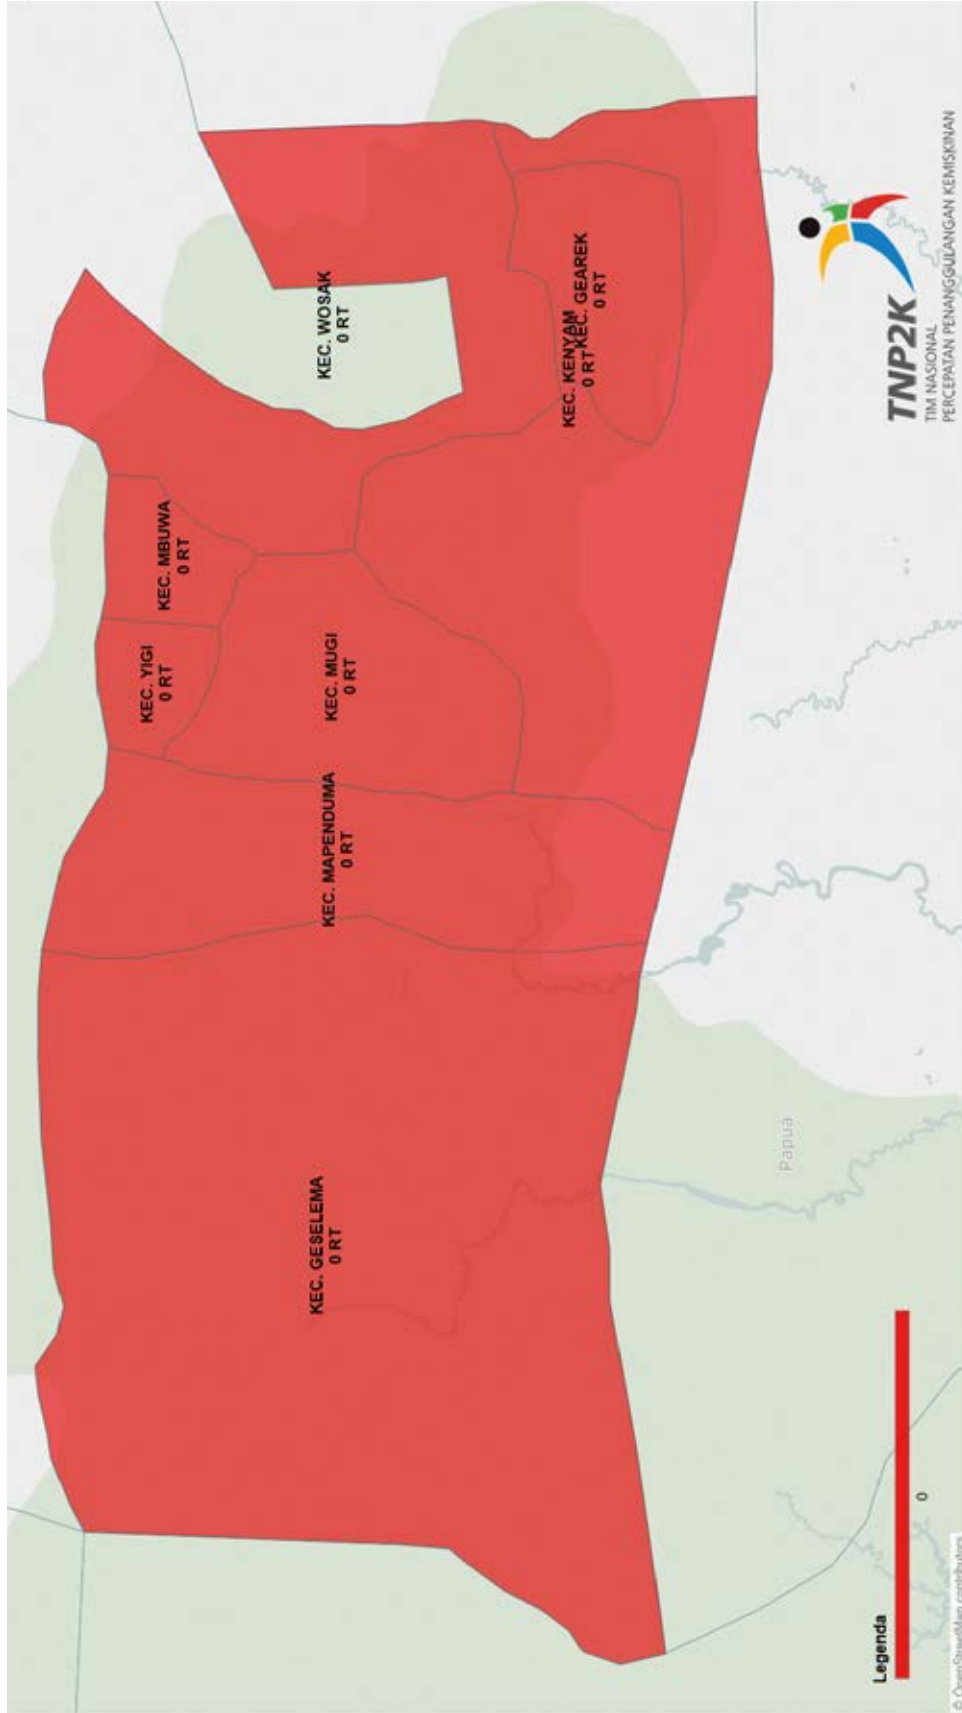 KEC. GESELEMA
0 RT
KEC. MAPENDUMA
0 RT
KEC. YIGI
0 RT
KEC. MUGI
0 RT
KEC. MBUWA
0 RT
KEC. WOSAK
0 RT
KEC. KENYAM
0 RT
KEC. GEAREK
0 RT
Papua
Legenda
0
TNP2K
TIM NASIONAL
PERCEPATAN PENANGGULANGAN KEMISKINAN
© OpenStreetMap contributors